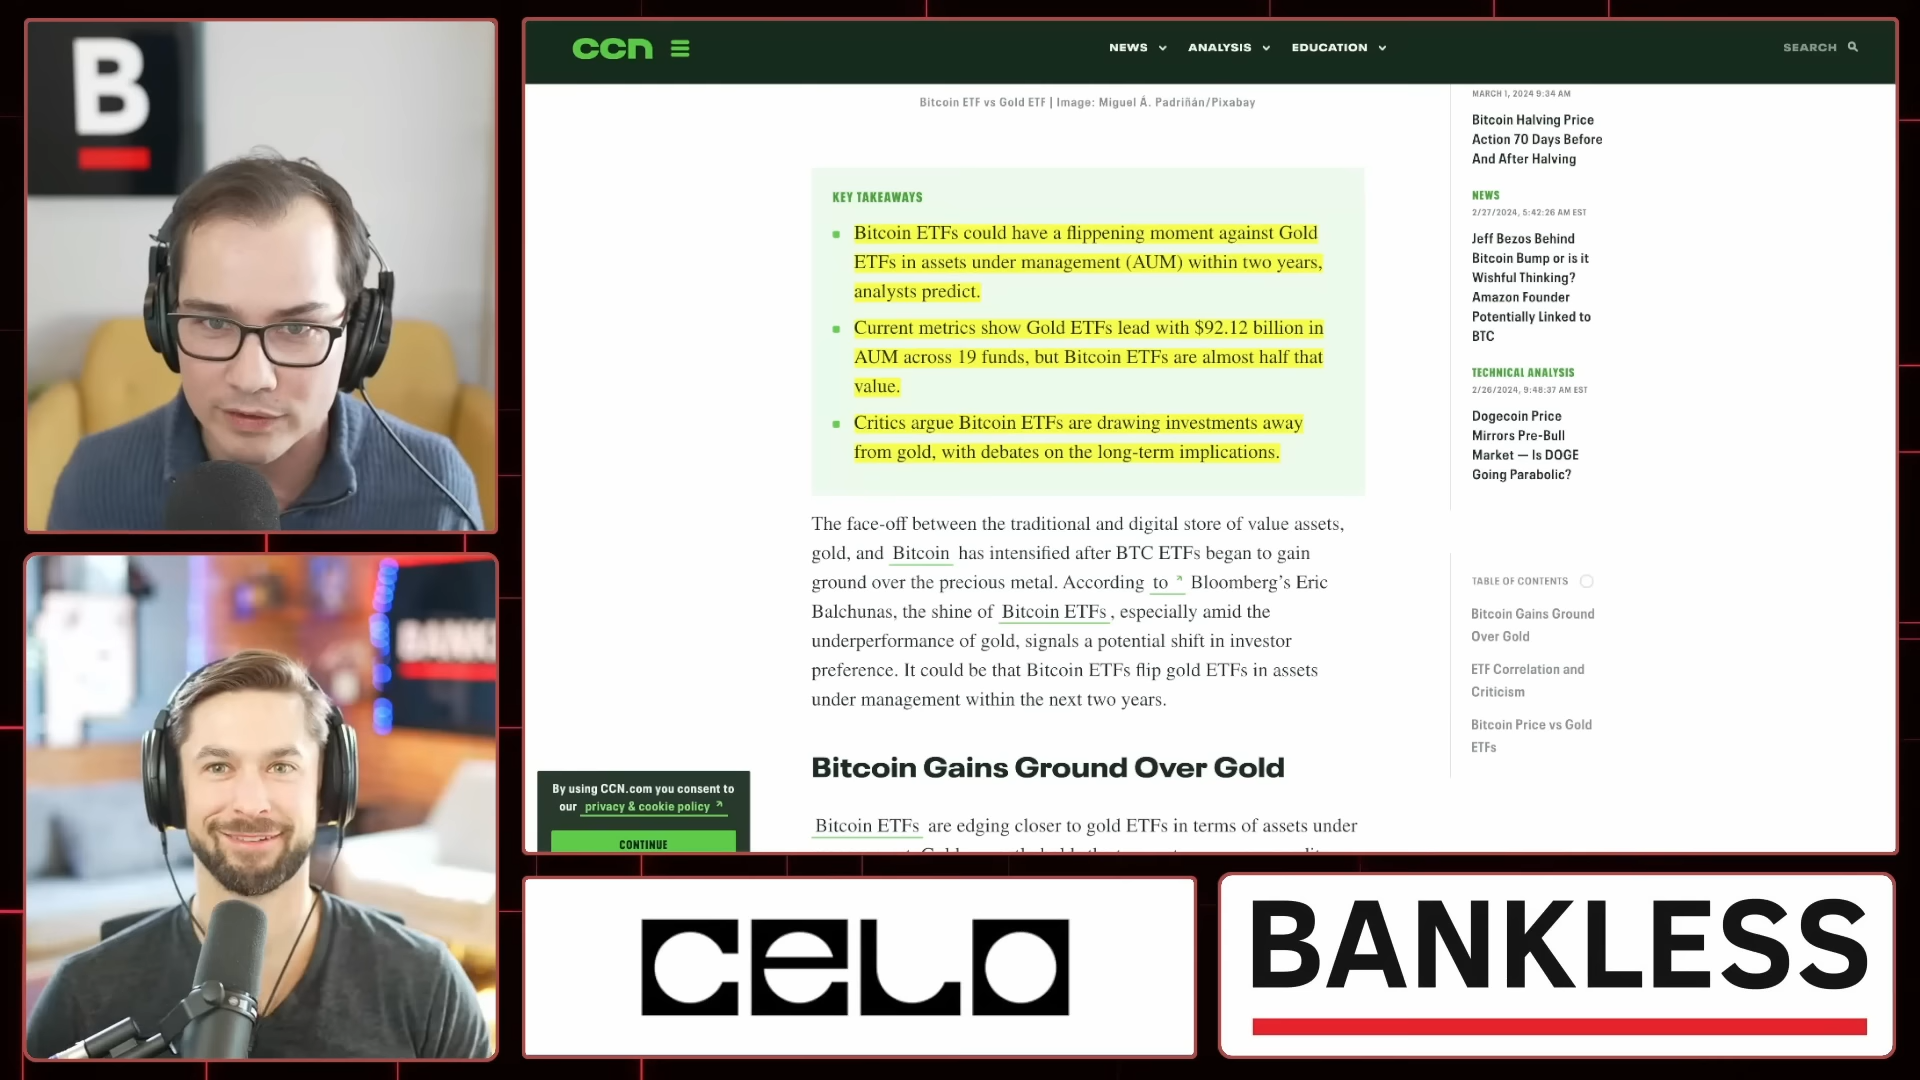 B
ccn
NEWS
ANALYSIS
EDUCATION
SEARCH
Bitcoin ETF vs Gold ETF | Image: Miguel Á. Padriñán/Pixabay
KEY TAKEAWAYS
Bitcoin ETFs could have a flippening moment against Gold
ETFs in assets under management (AUM) within two years,
analysts predict.
Current metrics show Gold ETFs lead with $92.12 billion in
AUM across 19 funds, but Bitcoin ETFs are almost half that
value.
Critics argue Bitcoin ETFs are drawing investments away
from gold, with debates on the long-term implications.
The face-off between the traditional and digital store of value assets,
gold, and Bitcoin has intensified after BTC ETFs began to gain
ground over the precious metal. According to Bloomberg’s Eric
Balchunas, the shine of Bitcoin ETFs, especially amid the
underperformance of gold, signals a potential shift in investor
preference. It could be that Bitcoin ETFs flip gold ETFs in assets
under management within the next two years.
Bitcoin Gains Ground Over Gold
Bitcoin ETFs are edging closer to gold ETFs in terms of assets under
MARCH 1, 2024 9:34 AM
Bitcoin Halving Price
Action 70 Days Before
And After Halving
NEWS
2/27/2024, 5:42:26 AM EST
Jeff Bezos Behind
Bitcoin Bump or is it
Wishful Thinking?
Amazon Founder
Potentially Linked to
BTC
TECHNICAL ANALYSIS
2/26/2024, 9:48:37 AM EST
Dogecoin Price
Mirrors Pre-Bull
Market — Is DOGE
Going Parabolic?
TABLE OF CONTENTS
Bitcoin Gains Ground
Over Gold
ETF Correlation and
Criticism
Bitcoin Price vs Gold
ETFs
By using CCN.com you consent to
our privacy & cookie policy
CONTINUE
celo
BANKLESS